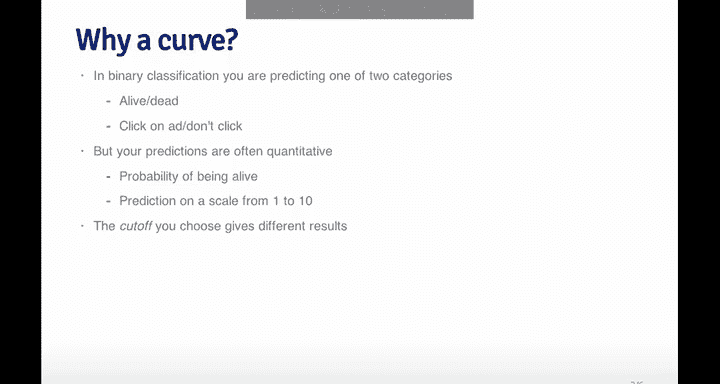 Why a curve?
· In binary classification you are predicting one of two categories
- Alive/dead
- Click on ad/don't click
· But your predictions are often quantitative
- Probability of being alive
- Prediction on a scale from 1 to 10
· The cutoff you choose gives different results